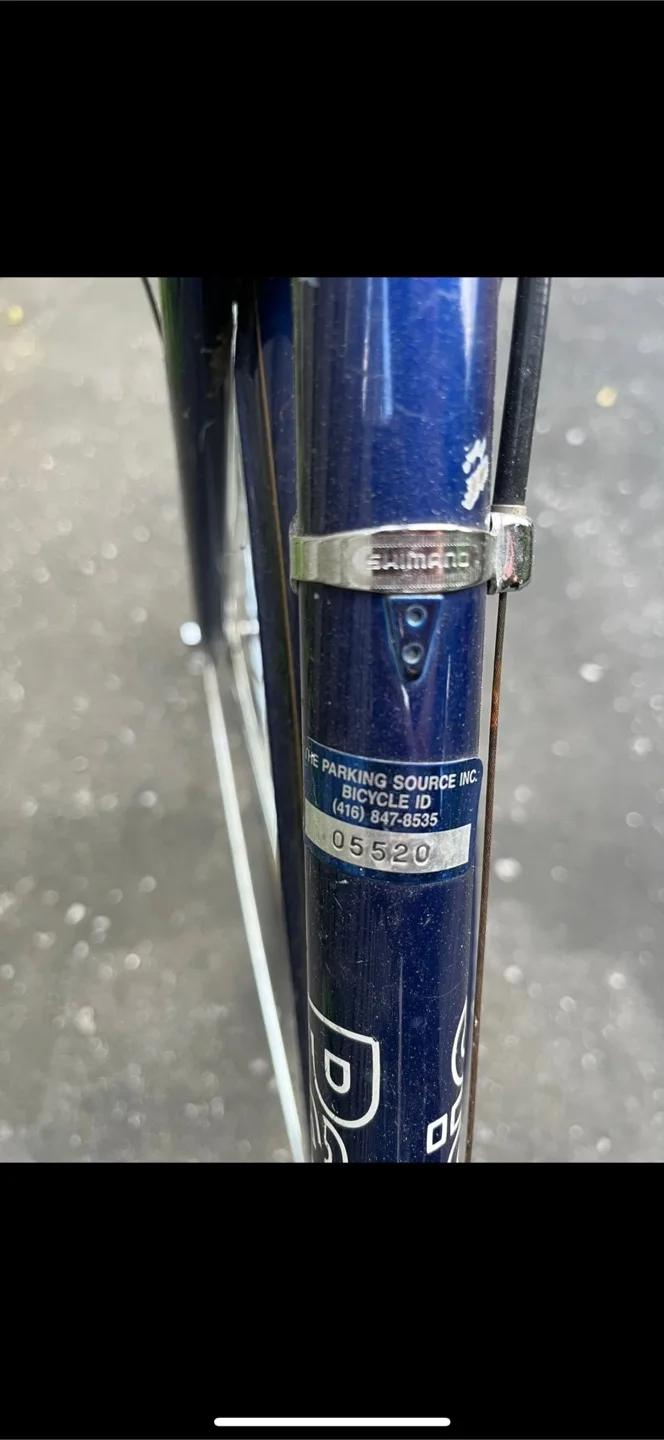 SHIMANO
THE PARKING SOURCE INC.
BICYCLE ID
(416) 847-8535
05520